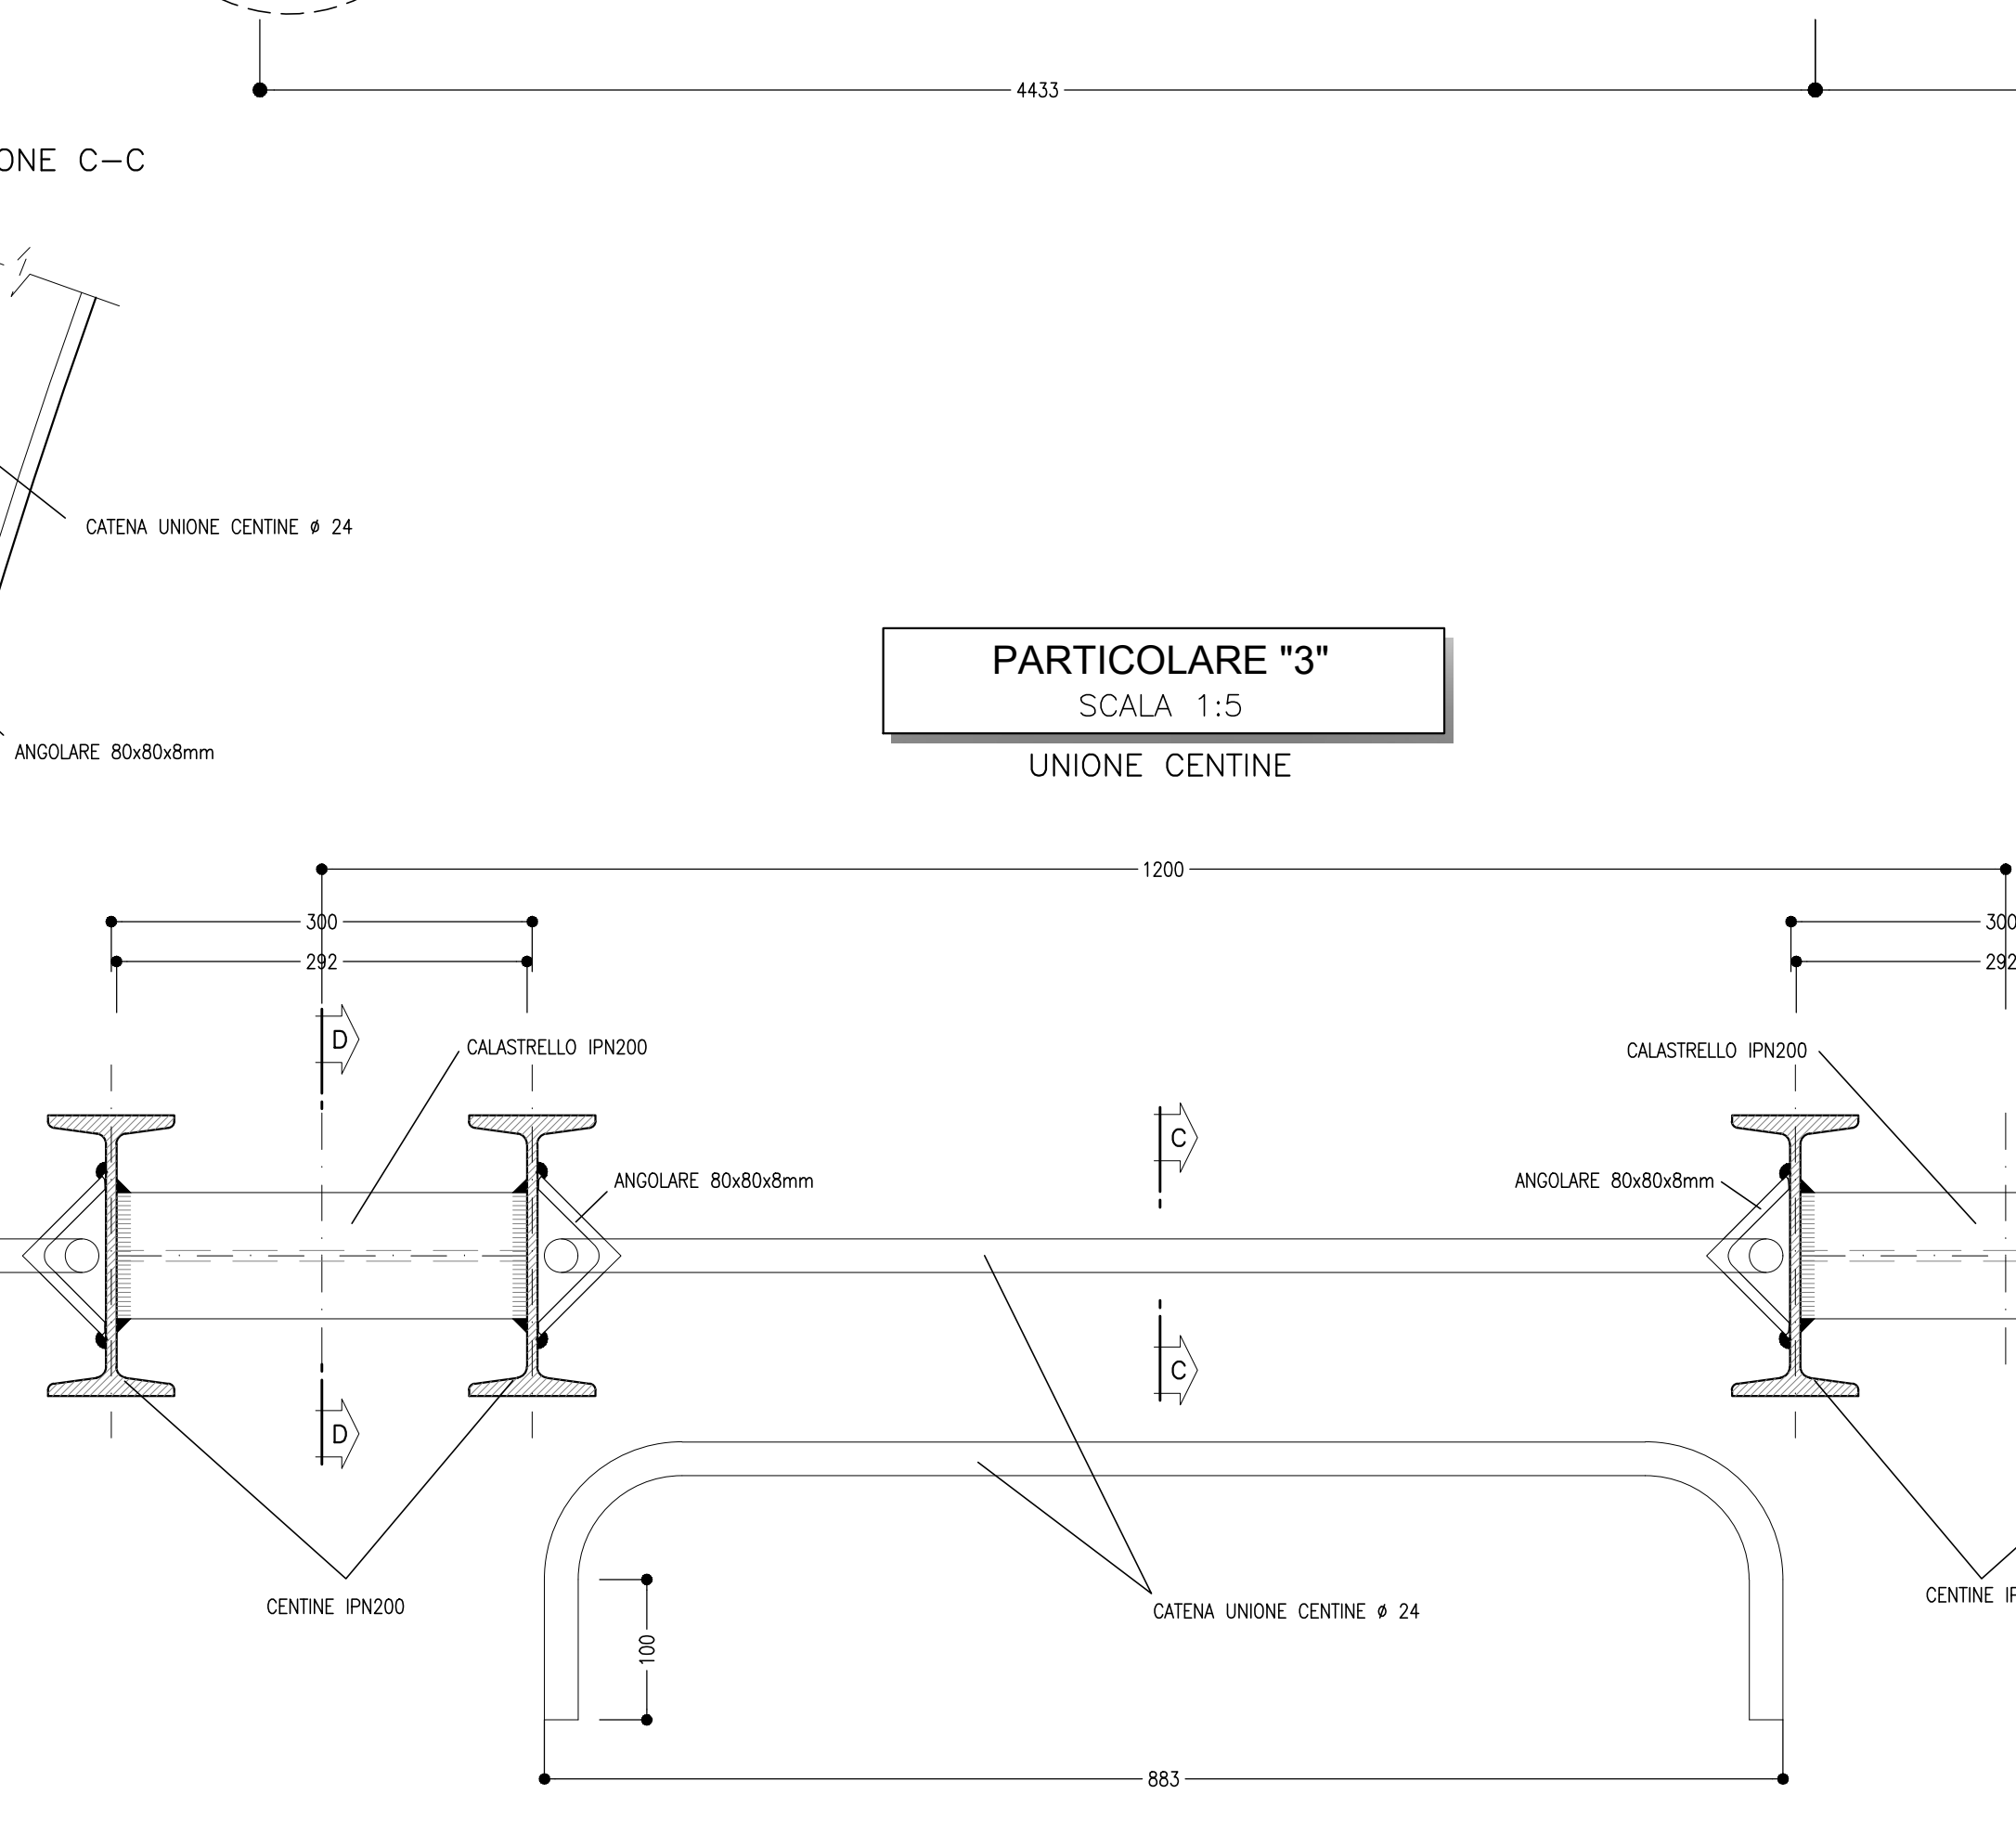 4433
ONE C-C
CATENA UNIONE CENTINE ø 24
PARTICOLARE "3"
SCALA 1:5
ANGOLARE 80x80x8mm
UNIONE CENTINE
1200
300
300
292
292
D
CALASTRELLO IPN200
CALASTRELLO IPN200
C
ANGOLARE 80x80x8mm
ANGOLARE 80x80x8mm
C
D
CENTINE IPN200
CENTINE
CATENA UNIONE CENTINE ø 24
100
883